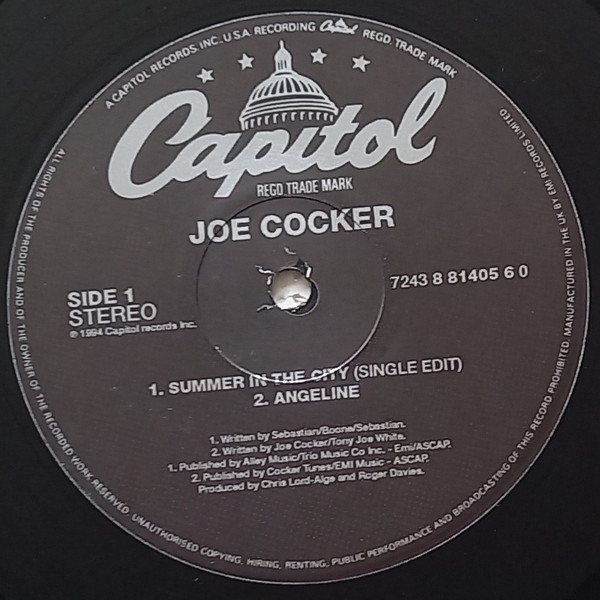 A CAPITOL RECORDS INC. U.S.A. RECORDING Capitol REGD. TRADE MARK
Capitol
REGD TRADE MARK
JOE COCKER
7243 8 81405 6 0
SIDE 1
STEREO
℗ 1994 Capitol records Inc.
1. SUMMER IN THE CITY (SINGLE EDIT)
2. ANGELINE
1. Written by Sebastian/Boone/Sebastian.
2. Written by Joe Cocker/Tony Joe White.
1. Published by Alley Music/Trio Music Co Inc. - Emi/ASCAP.
2. Published by Cocker Tunes/EMI Music - ASCAP.
Produced by Chris Lord-Alge and Roger Davies.
ALL RIGHTS OF THE PRODUCER AND OF THE OWNER OF THE RECORDED WORK RESERVED. UNAUTHORISED COPYING, HIRING, RENTING, PUBLIC PERFORMANCE AND BROADCASTING OF THIS RECORD PROHIBITED. MANUFACTURED IN THE UK BY EMI RECORDS LIMITED